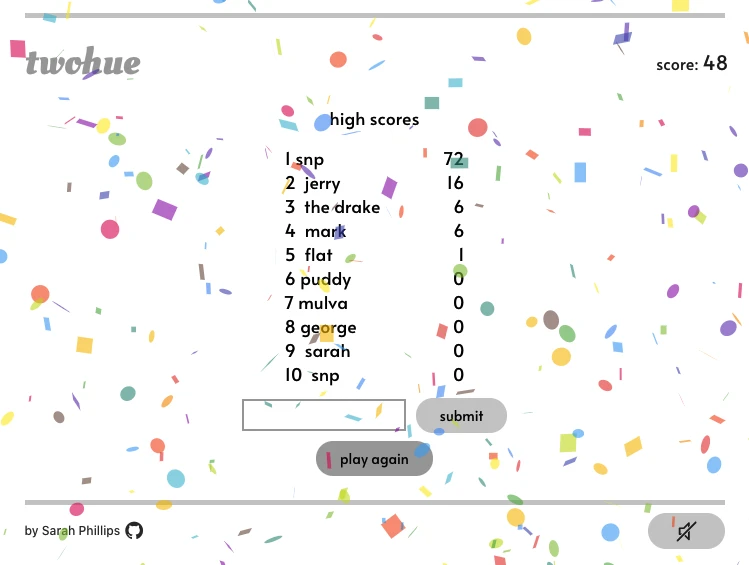 twohue
score: 48
high scores
1 snp 72
2 jerry 16
3 the drake 6
4 mark 6
5 flat 1
6 puddy 0
7 mulva 0
8 george 0
9 sarah 0
10 snp 0
submit
play again
by Sarah Phillips